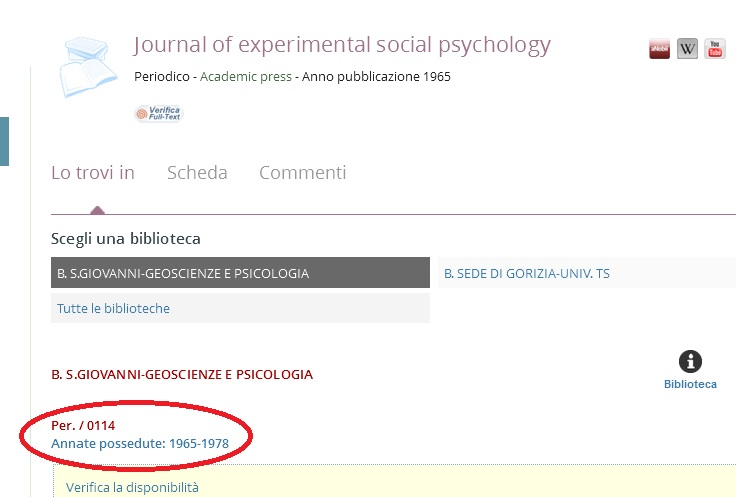 Journal of experimental social psychology
aNobii
W
You
Tube
Periodico - Academic press - Anno pubblicazione 1965
Verifica
Full-Text
Lo trovi in Scheda Commenti
Scegli una biblioteca
B. S.GIOVANNI-GEOSCIENZE E PSICOLOGIA B. SEDE DI GORIZIA-UNIV. TS
Tutte le biblioteche
B. S.GIOVANNI-GEOSCIENZE E PSICOLOGIA
Biblioteca
Per. / 0114
Annate possedute: 1965-1978
Verifica la disponibilità